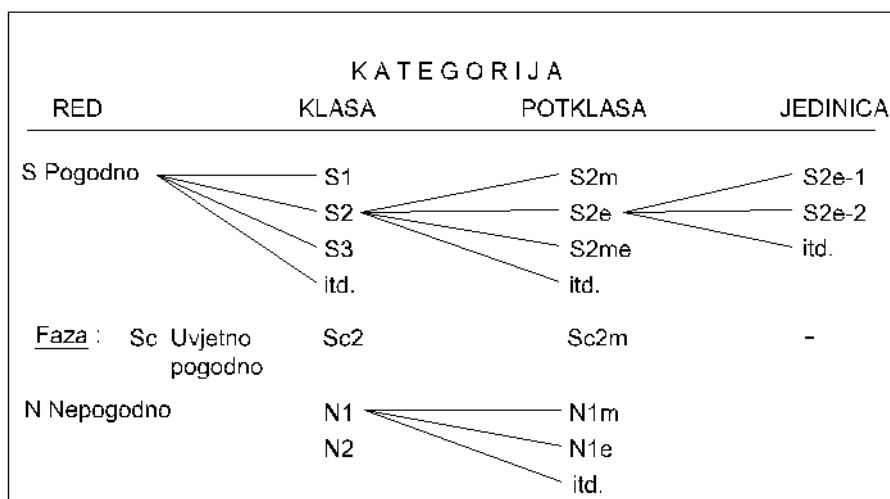 K A T E G O R I J A
RED KLASA POTKLASA JEDINICA
S Pogodno S1 S2m S2e-1
S2 S2e S2e-2
S3 S2me itd.
itd. itd.
Faza : Sc Uvjetno Sc2 Sc2m -
pogodno
N Nepogodno N1 N1m
N2 N1e
itd.